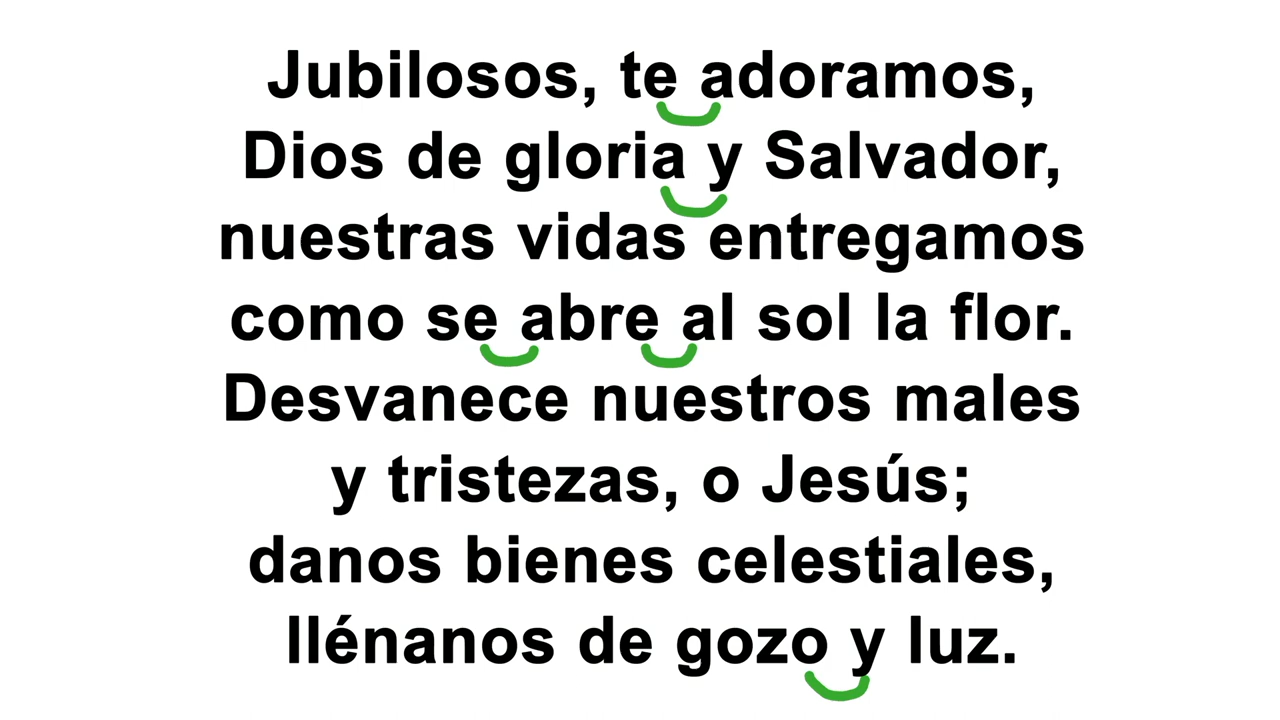 Jubilosos, te adoramos,
Dios de gloria y Salvador,
nuestras vidas entregamos
como se abre al sol la flor.
Desvanece nuestros males
y tristezas, o Jesús;
danos bienes celestiales,
llénanos de gozo y luz.